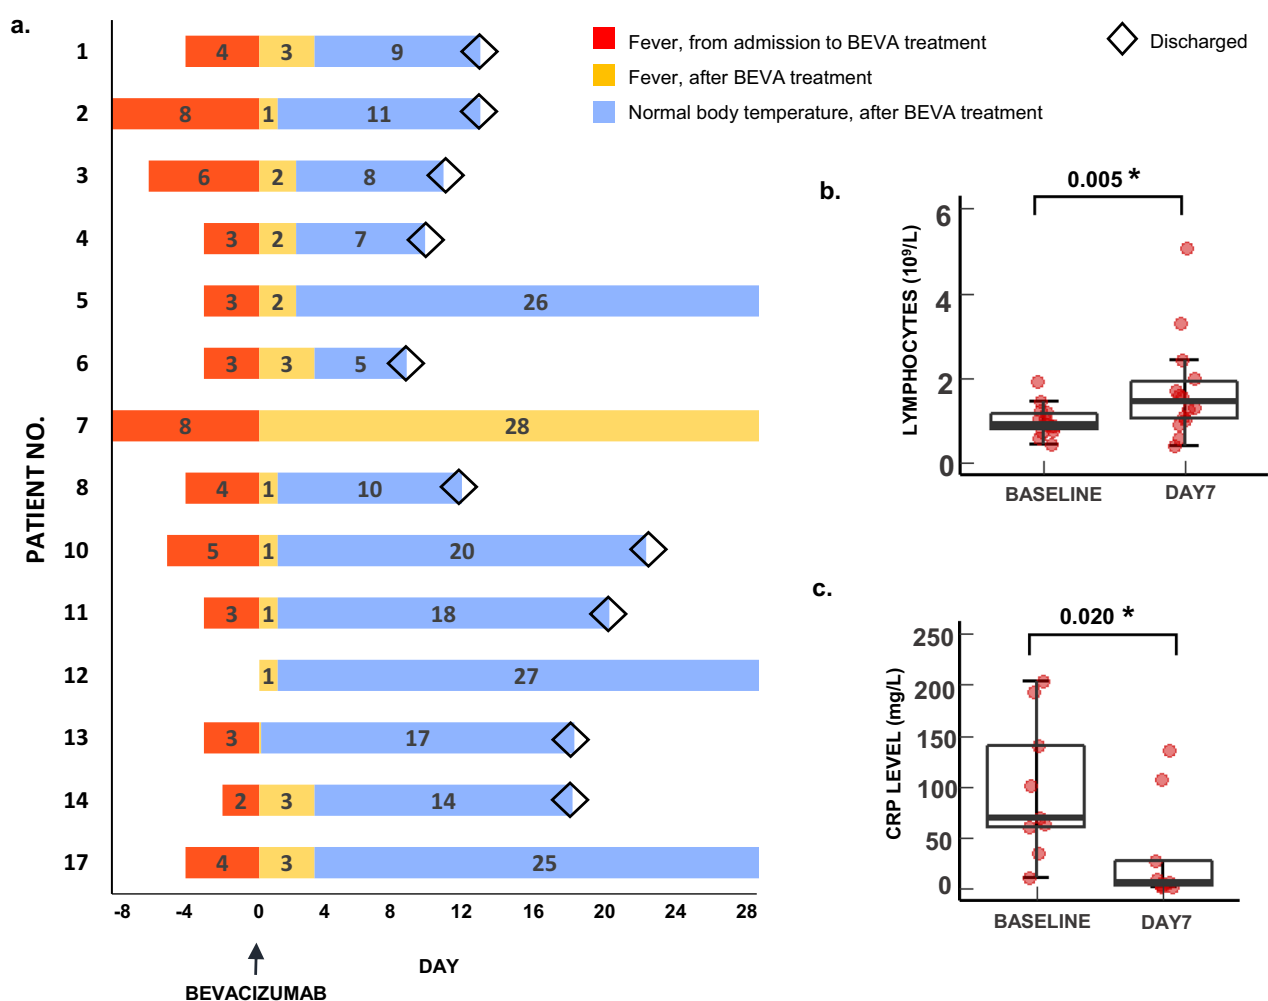 a.
Fever, from admission to BEVA treatment
Discharged
Fever, after BEVA treatment
Normal body temperature, after BEVA treatment
PATIENT NO.
1 4 3 9
2 8 1 11
3 6 2 8
4 3 2 7
5 3 2 26
6 3 3 5
7 8 28
8 4 1 10
10 5 1 20
11 3 1 18
12 1 27
13 3 17
14 2 3 14
17 4 3 25
-8 -4 0 4 8 12 16 20 24 28
DAY
BEVACIZUMAB
b.
0.005 *
LYMPHOCYTES (10⁹/L)
6
4
2
0
BASELINE DAY7
c.
0.020 *
CRP LEVEL (mg/L)
250
200
150
100
50
0
BASELINE DAY7